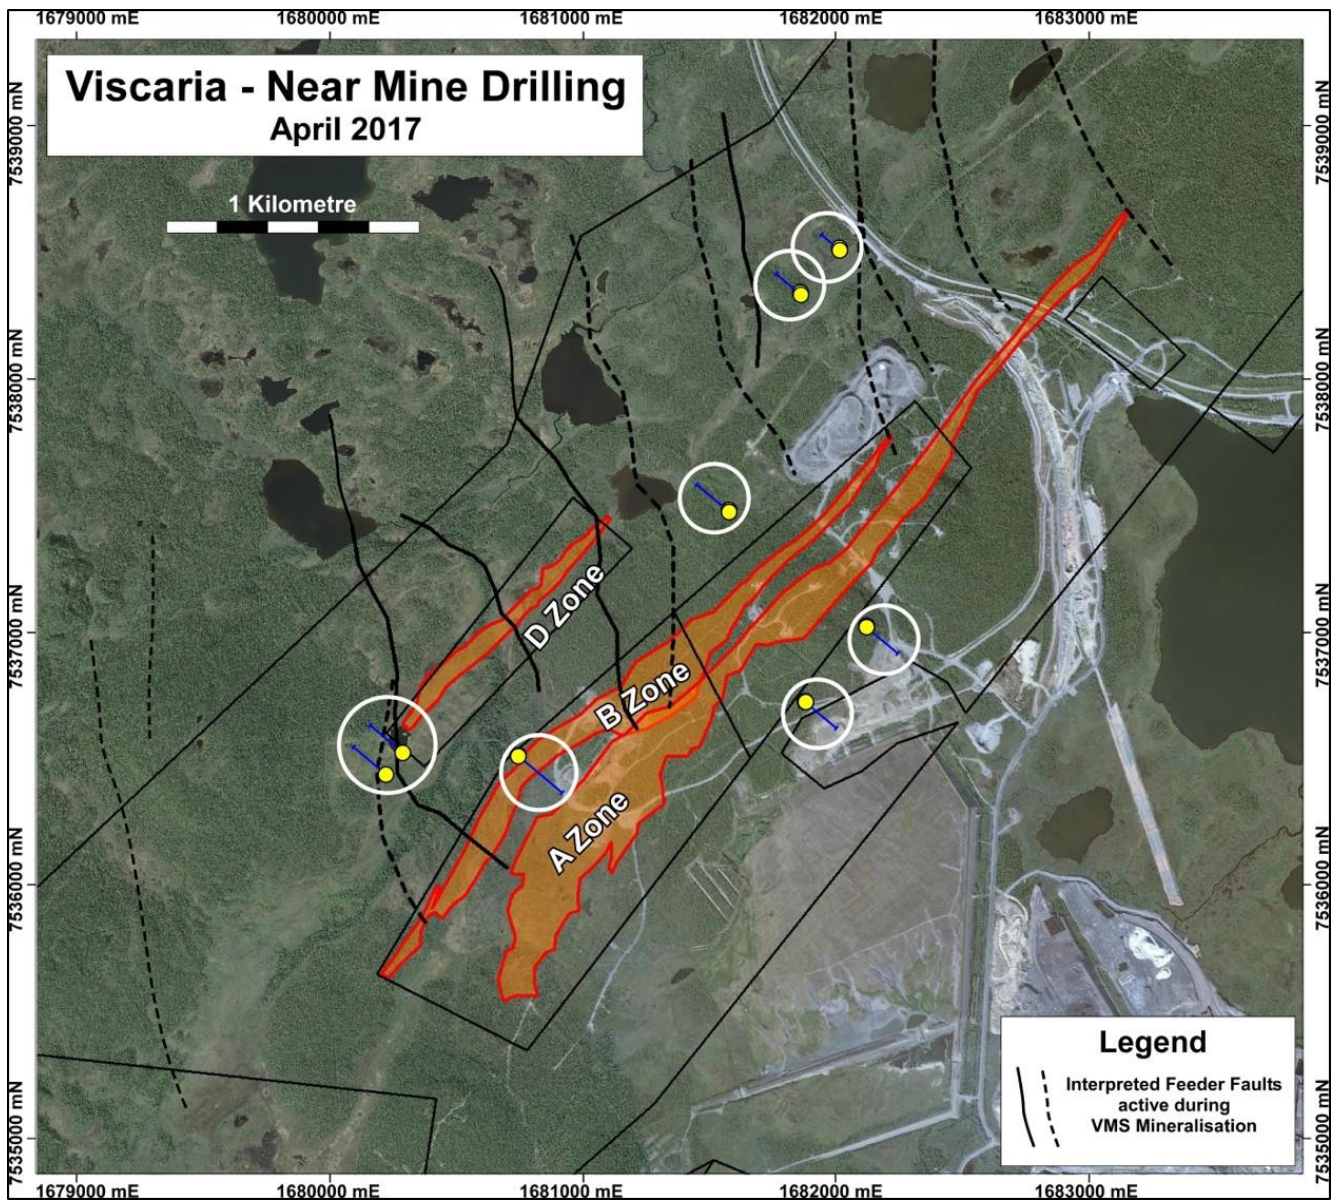 1679000 mE
1680000 mE
1681000 mE
1682000 mE
1683000 mE
Viscaria - Near Mine Drilling
April 2017
1 Kilometre
7539000 mN
7539000 mN
7538000 mN
7538000 mN
7537000 mN
7537000 mN
7536000 mN
7536000 mN
7535000 mN
7535000 mN
D Zone
B Zone
A Zone
Legend
Interpreted Feeder Faults
active during
VMS Mineralisation
1679000 mE
1680000 mE
1681000 mE
1682000 mE
1683000 mE